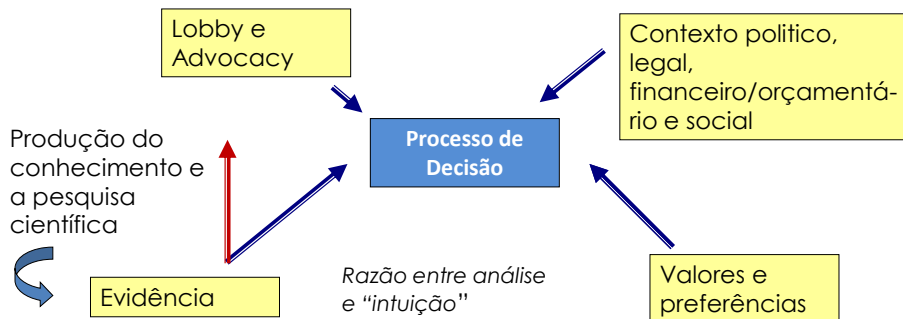 Lobby e
Advocacy
Contexto politico,
legal,
financeiro/orçamentá-
rio e social
Processo de
Decisão
Produção do
conhecimento e
a pesquisa
científica
Evidência
Razão entre análise
e “intuição”
Valores e
preferências